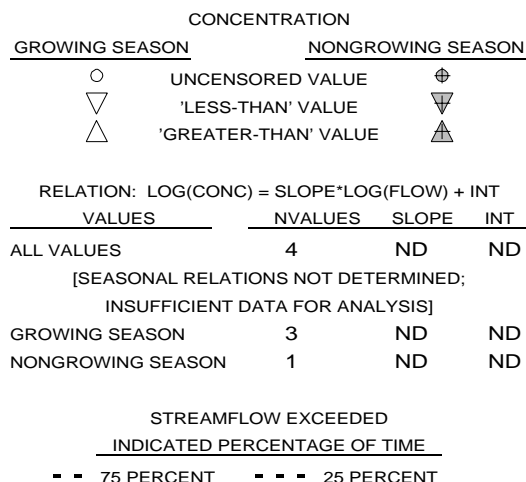 CONCENTRATION
GROWING SEASON NONGROWING SEASON
UNCENSORED VALUE
'LESS-THAN' VALUE
'GREATER-THAN' VALUE
RELATION: LOG(CONC) = SLOPE*LOG(FLOW) + INT
VALUES NVALUES SLOPE INT
ALL VALUES 4 ND ND
[SEASONAL RELATIONS NOT DETERMINED;
INSUFFICIENT DATA FOR ANALYSIS]
GROWING SEASON 3 ND ND
NONGROWING SEASON 1 ND ND
STREAMFLOW EXCEEDED
INDICATED PERCENTAGE OF TIME
75 PERCENT 25 PERCENT